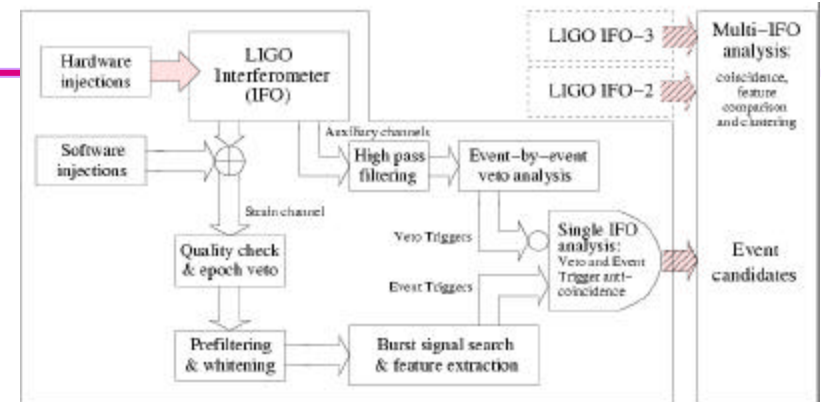 Hardware
injections
LIGO
Interferometer
(IFO)
LIGO IFO-3
LIGO IFO-2
Multi-IFO
analysis:
coincidence,
feature
comparison
and clustering
Software
injections
Auxiliary channels
High pass
filtering
Event-by-event
veto analysis
Strain channel
Quality check
& epoch veto
Veto Triggers
Event Triggers
Single IFO
analysis:
Veto and Event
Trigger anti-
coincidence
Event
candidates
Prefiltering
& whitening
Burst signal search
& feature extraction